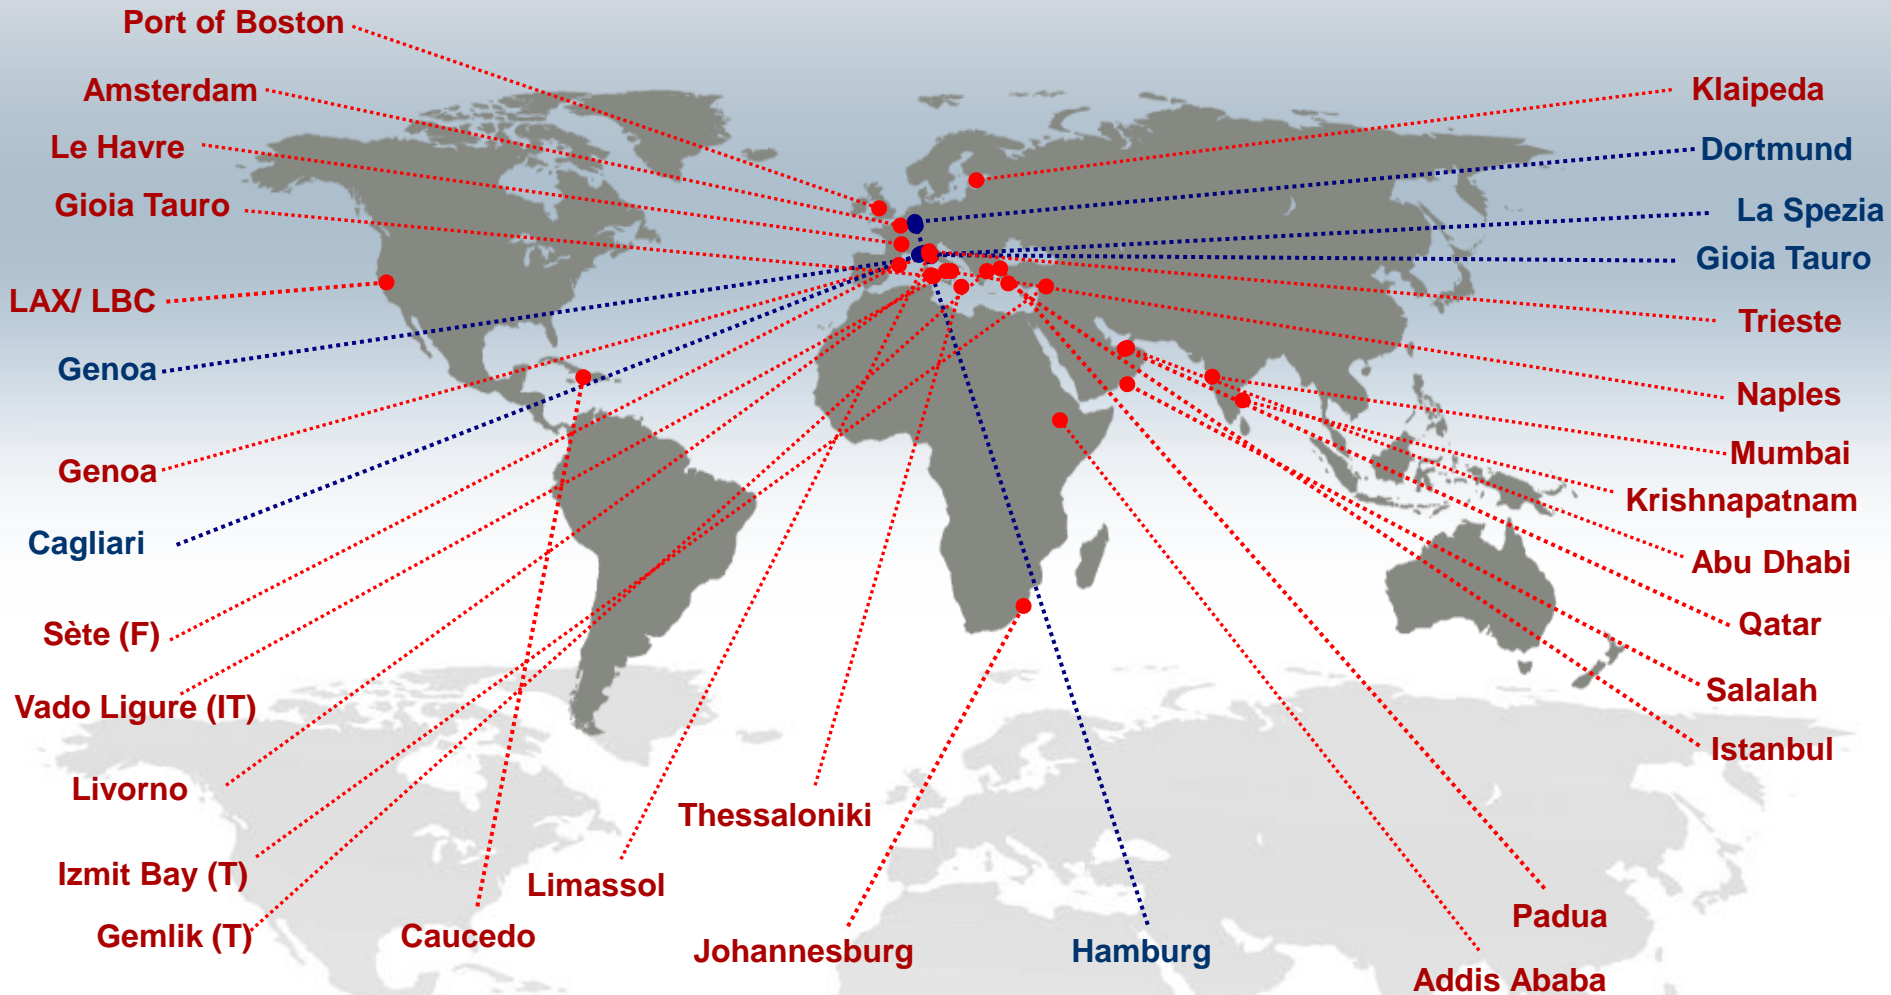 Port of Boston
Amsterdam
Le Havre
Gioia Tauro
LAX/ LBC
Genoa
Genoa
Cagliari
Sète (F)
Vado Ligure (IT)
Livorno
Izmit Bay (T)
Gemlik (T)
Caucedo
Limassol
Thessaloniki
Johannesburg
Hamburg
Klaipeda
Dortmund
La Spezia
Gioia Tauro
Trieste
Naples
Mumbai
Krishnapatnam
Abu Dhabi
Qatar
Salalah
Istanbul
Padua
Addis Ababa